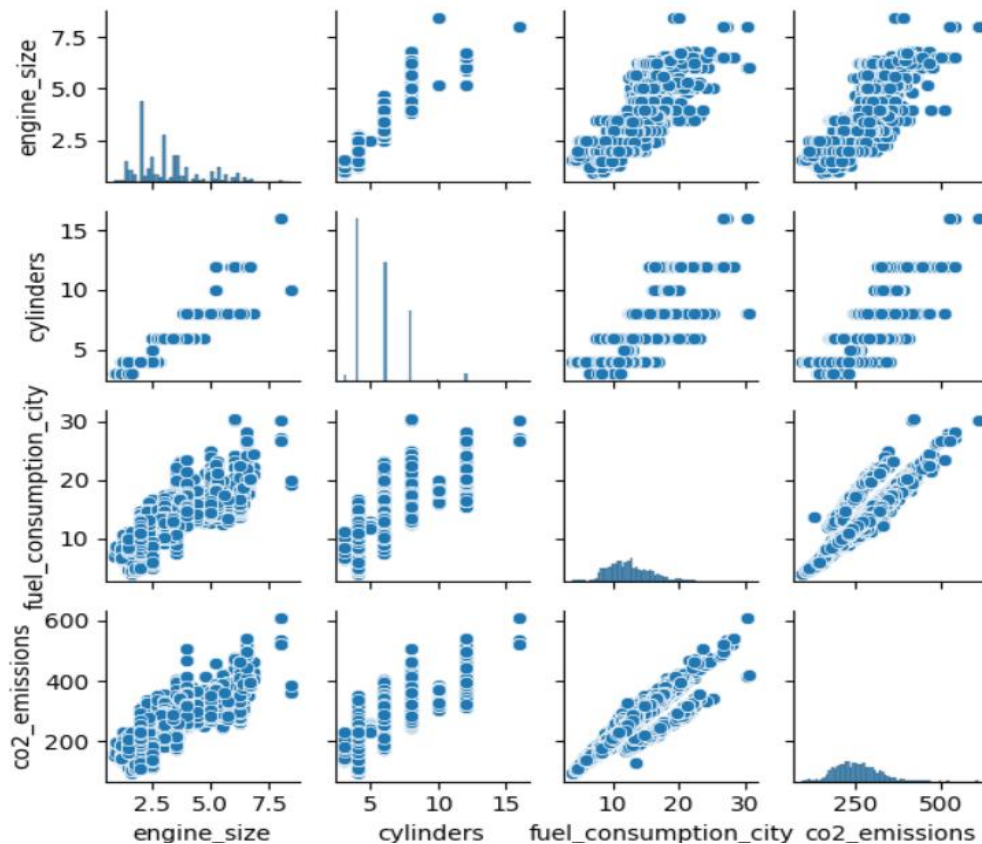 engine_size
7.5
5.0
2.5
cylinders
15
10
5
fuel_consumption_city
30
20
10
co2_emissions
600
400
200
2.5 5.0 7.5
5 10 15
10 20 30
250 500
engine_size cylinders fuel_consumption_city co2_emissions